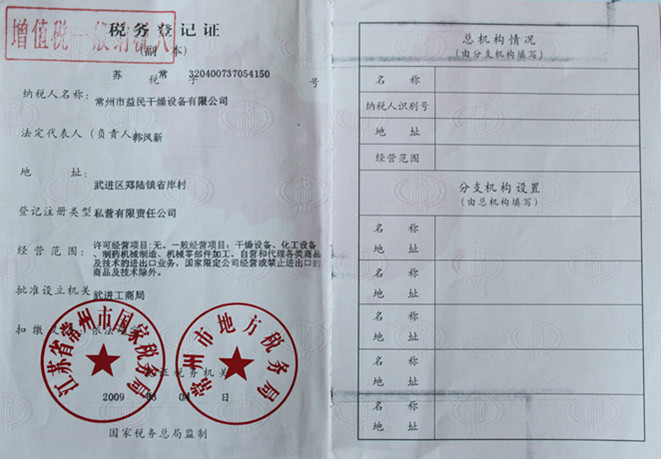 增值税一般纳税人
税务登记证
(副 本)
苏 常
税 字 320400737054150 号
纳税人名称: 常州市益民干燥设备有限公司
法定代表人(负责人 韩风新
地 址: 武进区郑陆镇省岸村
登记注册类型 私营有限责任公司
经营范围: 许可经营项目:无。一般经营项目:干燥设备、化工设备
、制药机械制造、机械零部件加工。自营和代理各类商品
及技术的进出口业务,国家限定公司经营或禁止进出口的
商品及技术除外。
批准设立机关 武进工商局
扣缴 依法
江苏省常州市国家税务局
常州市地方税务局
证税务机关
2009 日
国家税务总局监制
总机构情况
(由分支机构填写)
名 称
纳税人识别号
地 址
经营范围
分支机构设置
(由总机构填写)
名 称
地 址
名 称
地 址
名 称
地 址
名 称
地 址
名 称
地 址